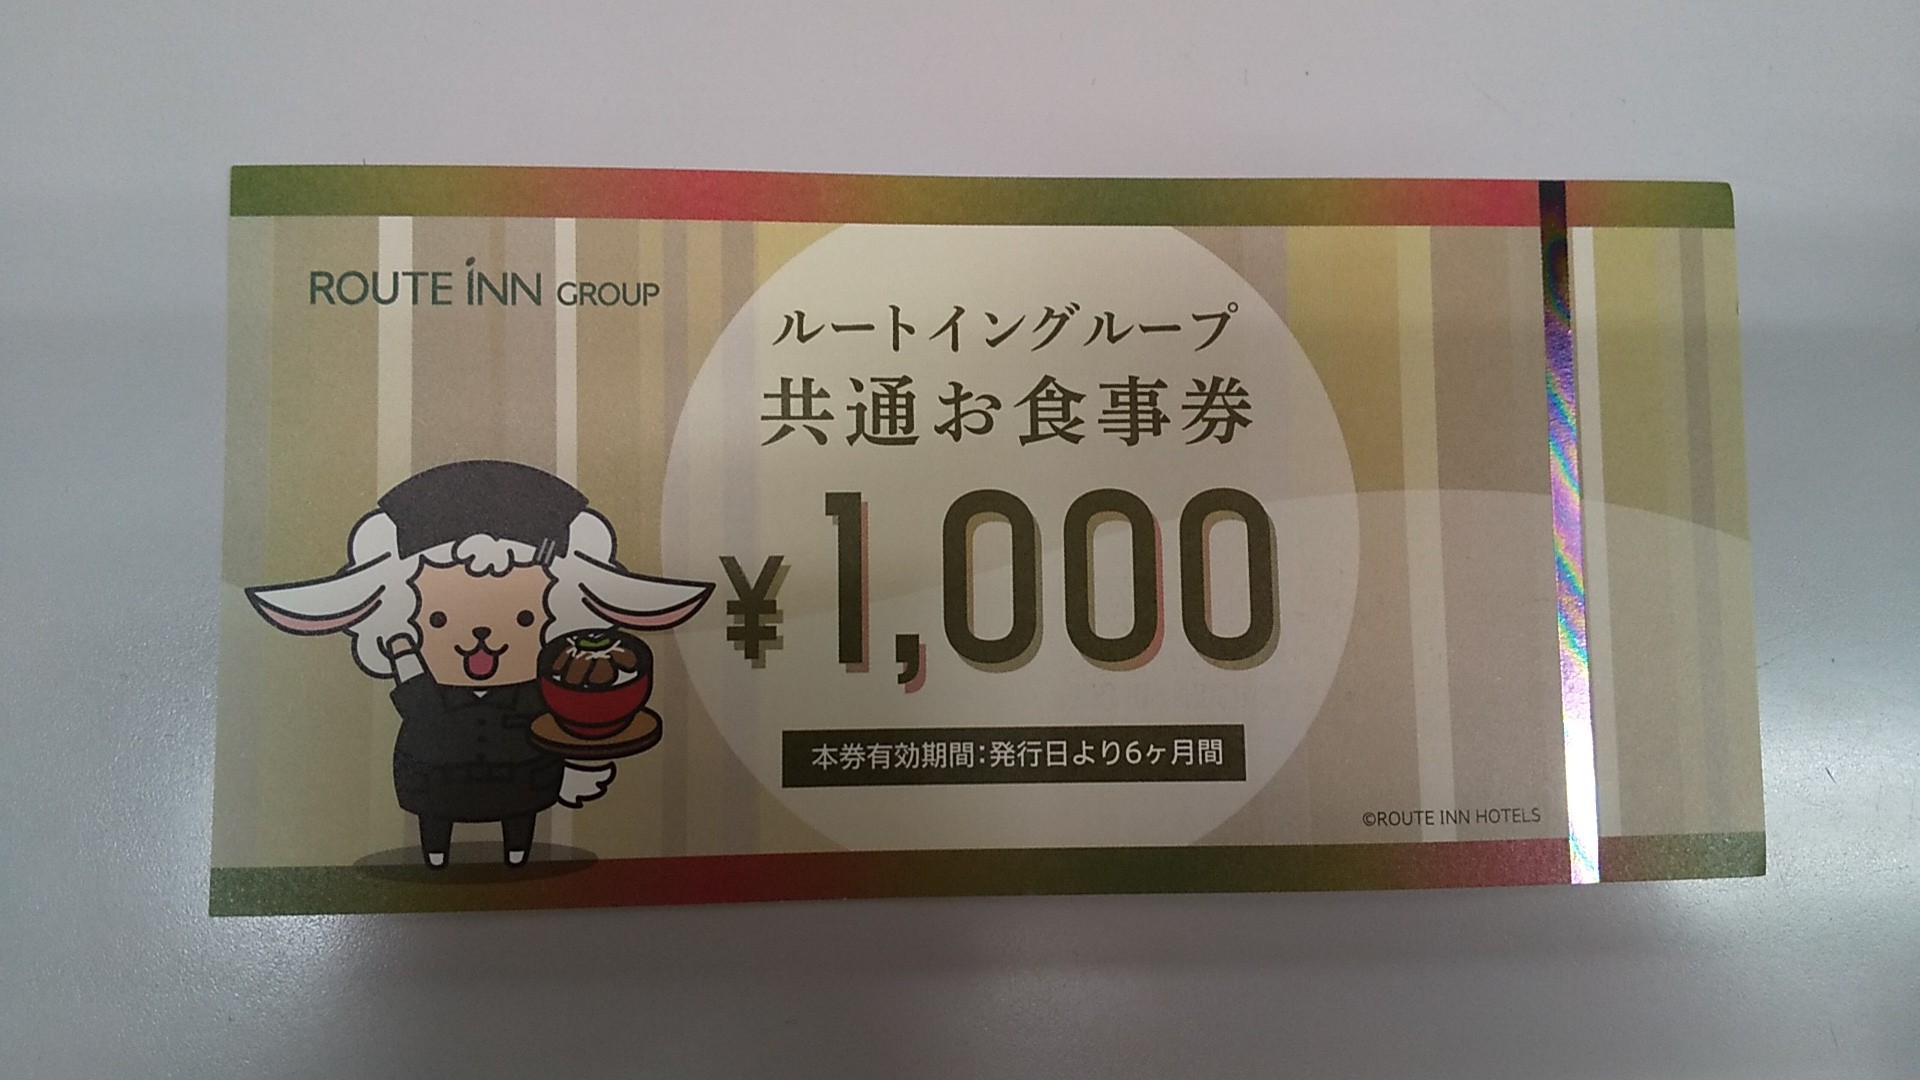 ROUTE INN GROUP
ルートイングループ
共通お食事券
¥1,000
本券有効期間：発行日より6ヶ月間
©ROUTE INN HOTELS